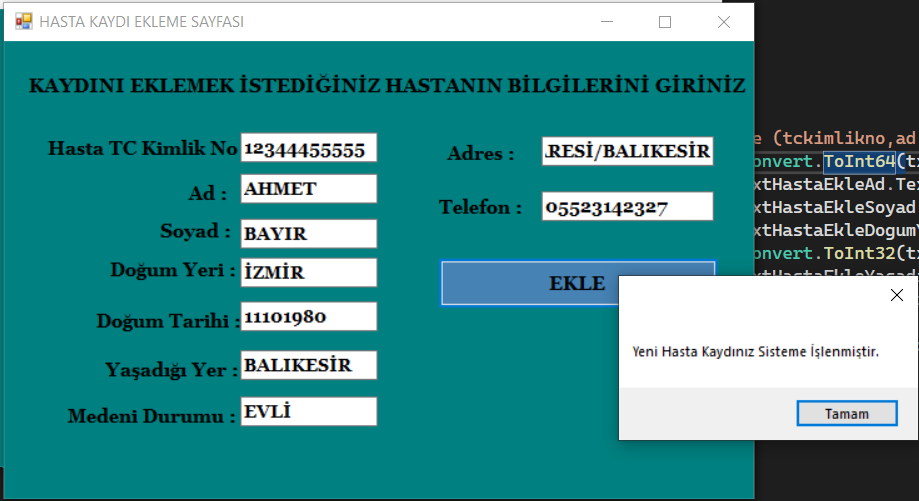 HASTA KAYDI EKLEME SAYFASI
KAYDINI EKLEMEK İSTEDİĞİNİZ HASTANIN BİLGİLERİNİ GİRİNİZ
Hasta TC Kimlik No 12344455555
Ad : AHMET
Soyad : BAYIR
Doğum Yeri : İZMİR
Doğum Tarihi : 11101980
Yaşadığı Yer : BALIKESİR
Medeni Durumu : EVLİ
Adres : .RESİ/BALIKESİR
Telefon : 05523142327
EKLE
e (tckimlikno,ad
onvert.ToInt64(t
xtHastaEkleAd.Tex
xtHastaEkleSoyad
xtHastaEkleDogumY
onvert.ToInt32(tx
Yeni Hasta Kaydınız Sisteme İşlenmiştir.
Tamam